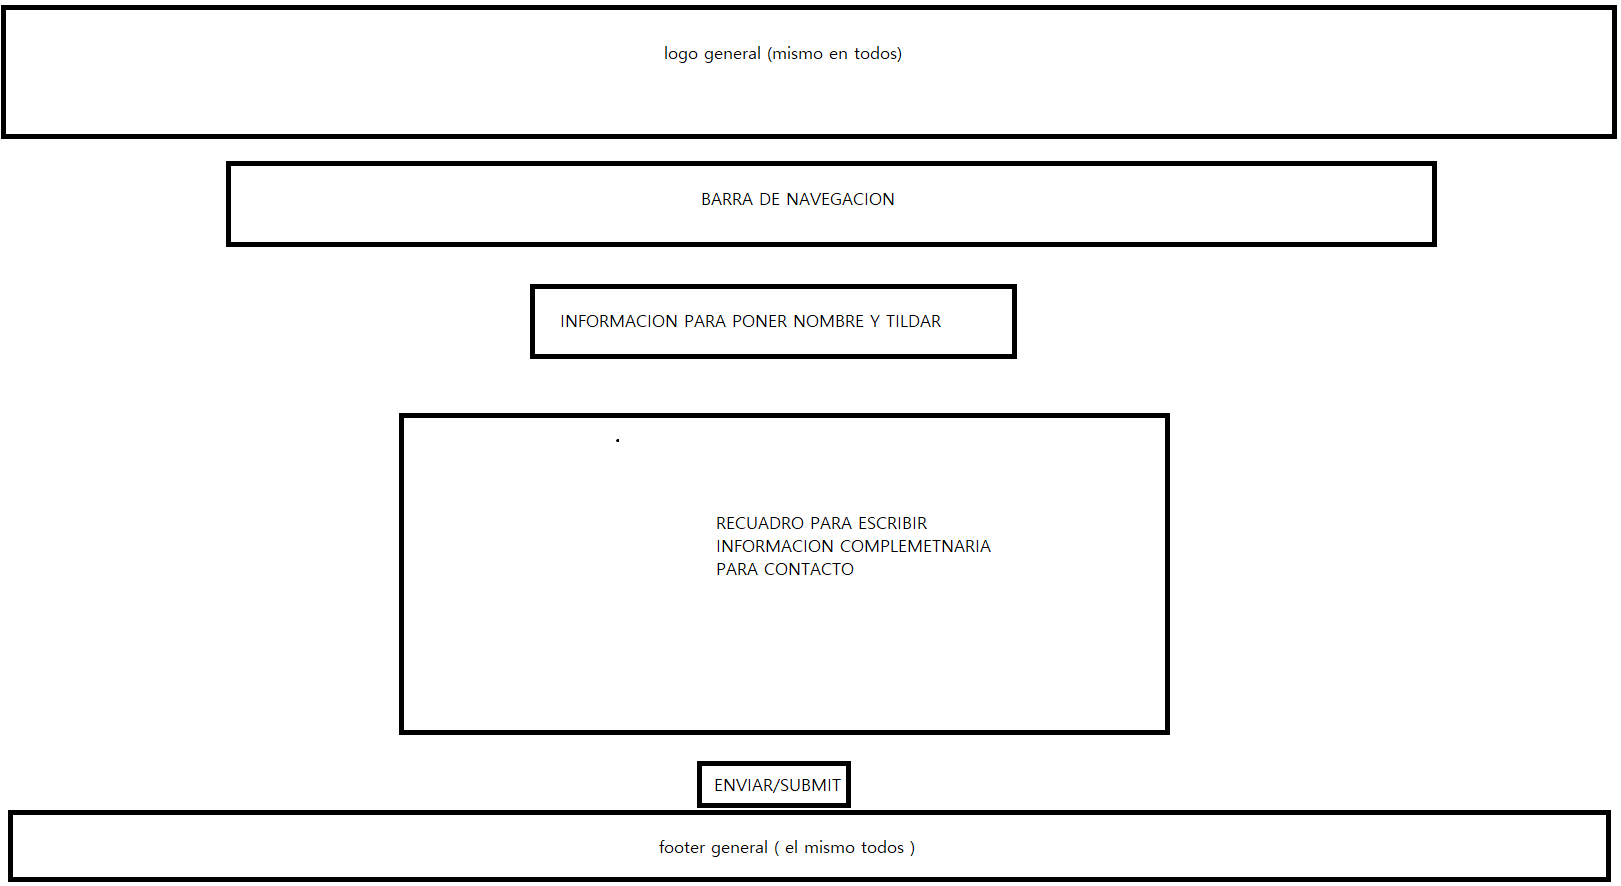 logo general (mismo en todos)
BARRA DE NAVEGACION
INFORMACION PARA PONER NOMBRE Y TILDAR
RECUADRO PARA ESCRIBIR
INFORMACION COMPLEMETNARIA
PARA CONTACTO
ENVIAR/SUBMIT
footer general ( el mismo todos )